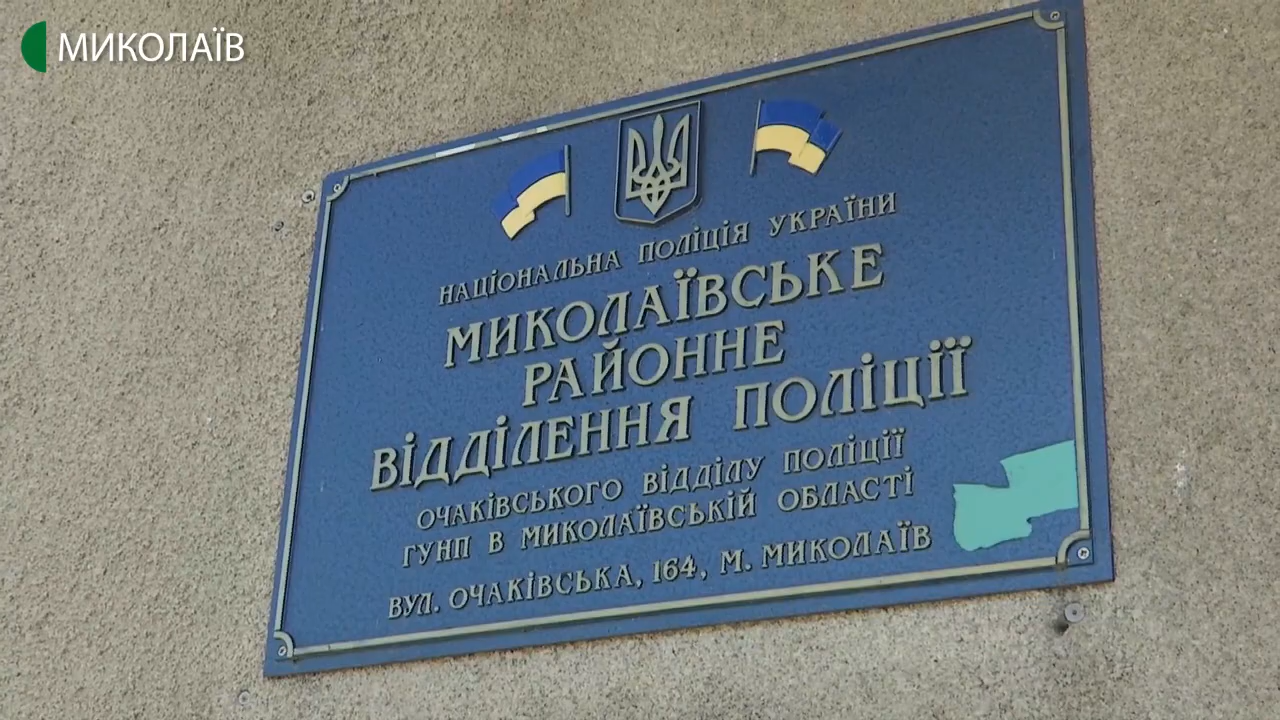 МИКОЛАЇВ
НАЦІОНАЛЬНА ПОЛІЦІЯ УКРАЇНИ
МИКОЛАЇВСЬКЕ
РАЙОННЕ
ВІДДІЛЕННЯ ПОЛІЦІЇ
ОЧАКІВСЬКОГО ВІДДІЛУ ПОЛІЦІЇ
ГУНП В МИКОЛАЇВСЬКІЙ ОБЛАСТІ
ВУЛ. ОЧАКІВСЬКА, 164, М. МИКОЛАЇВ